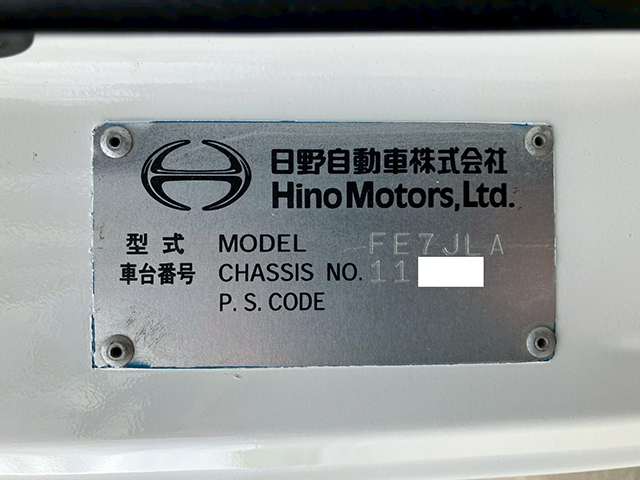 日野自動車株式会社
Hino Motors, Ltd.
型式 MODEL FE7JLA
車台番号 CHASSIS NO. 11
P. S. CODE